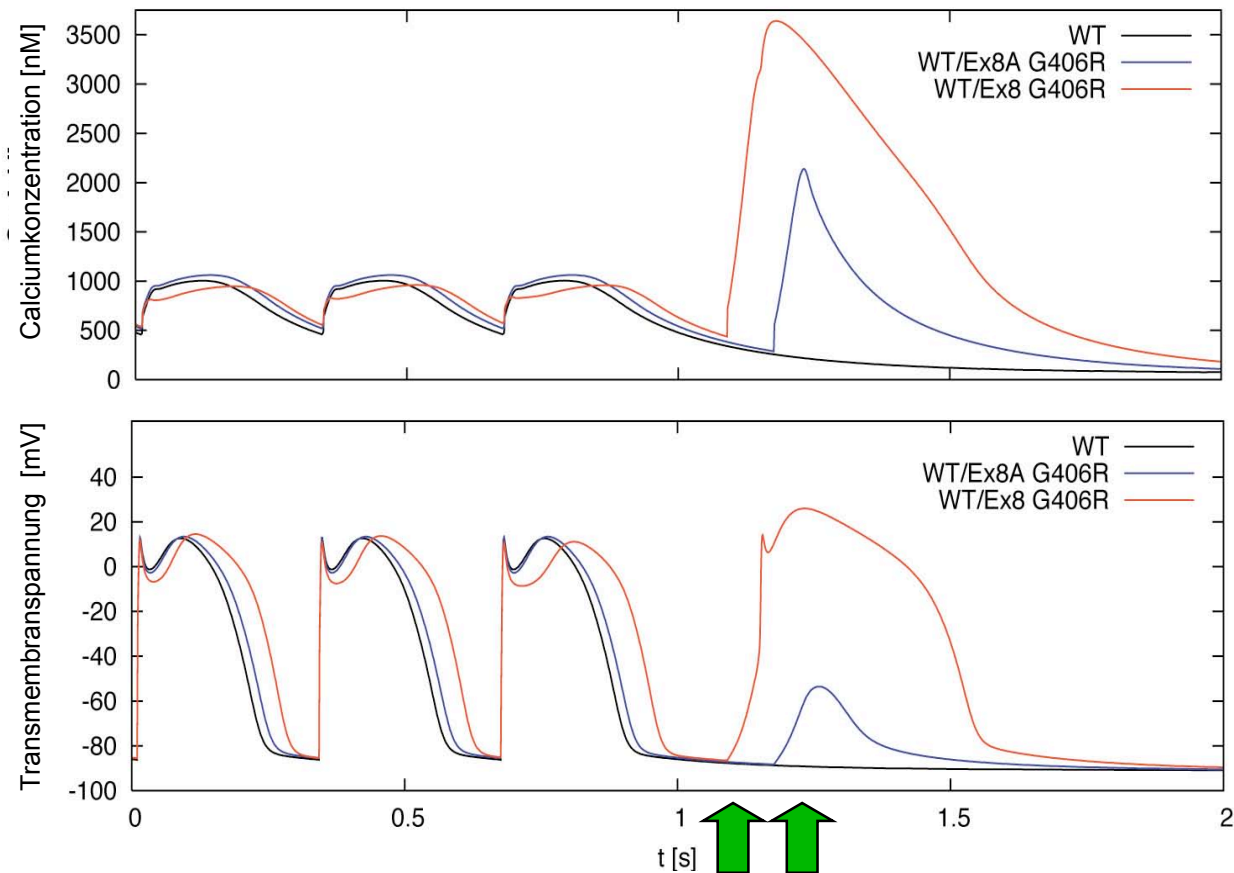 Calciumkonzentration [nM]
3500
3000
2500
2000
1500
1000
500
0
WT
WT/Ex8A G406R
WT/Ex8 G406R
Transmembranspannung [mV]
40
20
0
-20
-40
-60
-80
-100
WT
WT/Ex8A G406R
WT/Ex8 G406R
0 0.5 1 1.5 2
t [s]